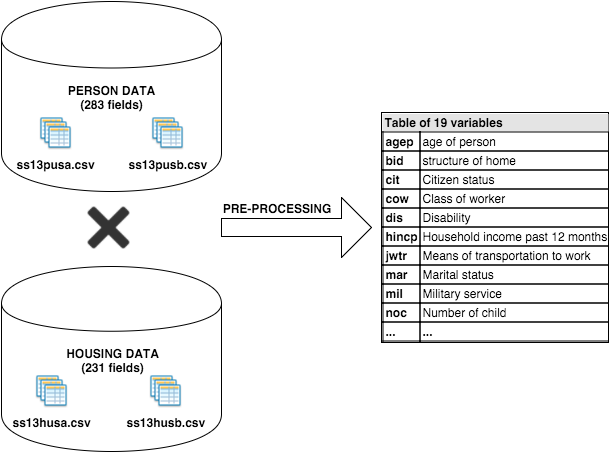 PERSON DATA
(283 fields)
ss13pusa.csv ss13pusb.csv
PRE-PROCESSING
HOUSING DATA
(231 fields)
ss13husa.csv ss13husb.csv
Table of 19 variables
agep age of person
bid structure of home
cit Citizen status
cow Class of worker
dis Disability
hincp Household income past 12 months
jwtr Means of transportation to work
mar Marital status
mil Military service
noc Number of child
... ...